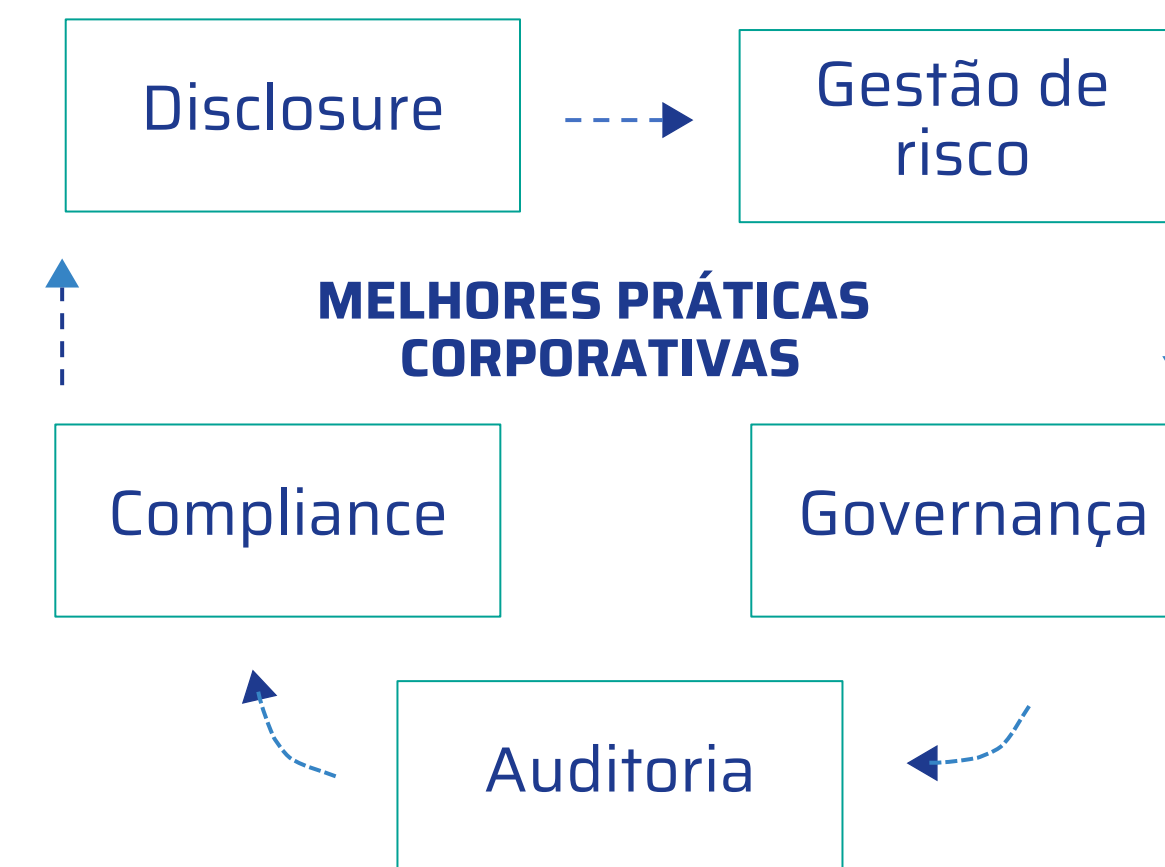 Disclosure
Gestão de
risco
MELHORES PRÁTICAS
CORPORATIVAS
Compliance
Governança
Auditoria